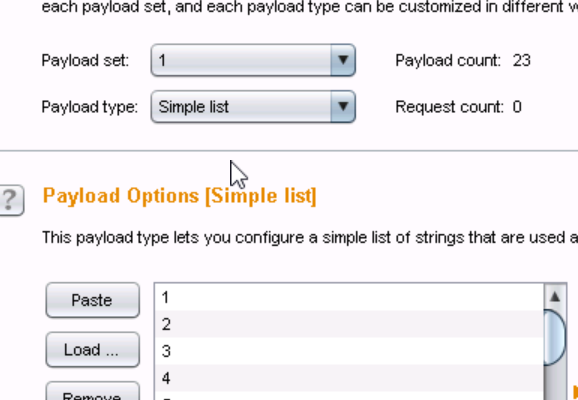 each payload set, and each payload type can be customized in different
Payload set: 1 Payload count: 23
Payload type: Simple list Request count: 0
?
Payload Options [Simple list]
This payload type lets you configure a simple list of strings that are used
Paste
1
2
Load ...
3
4
Remove